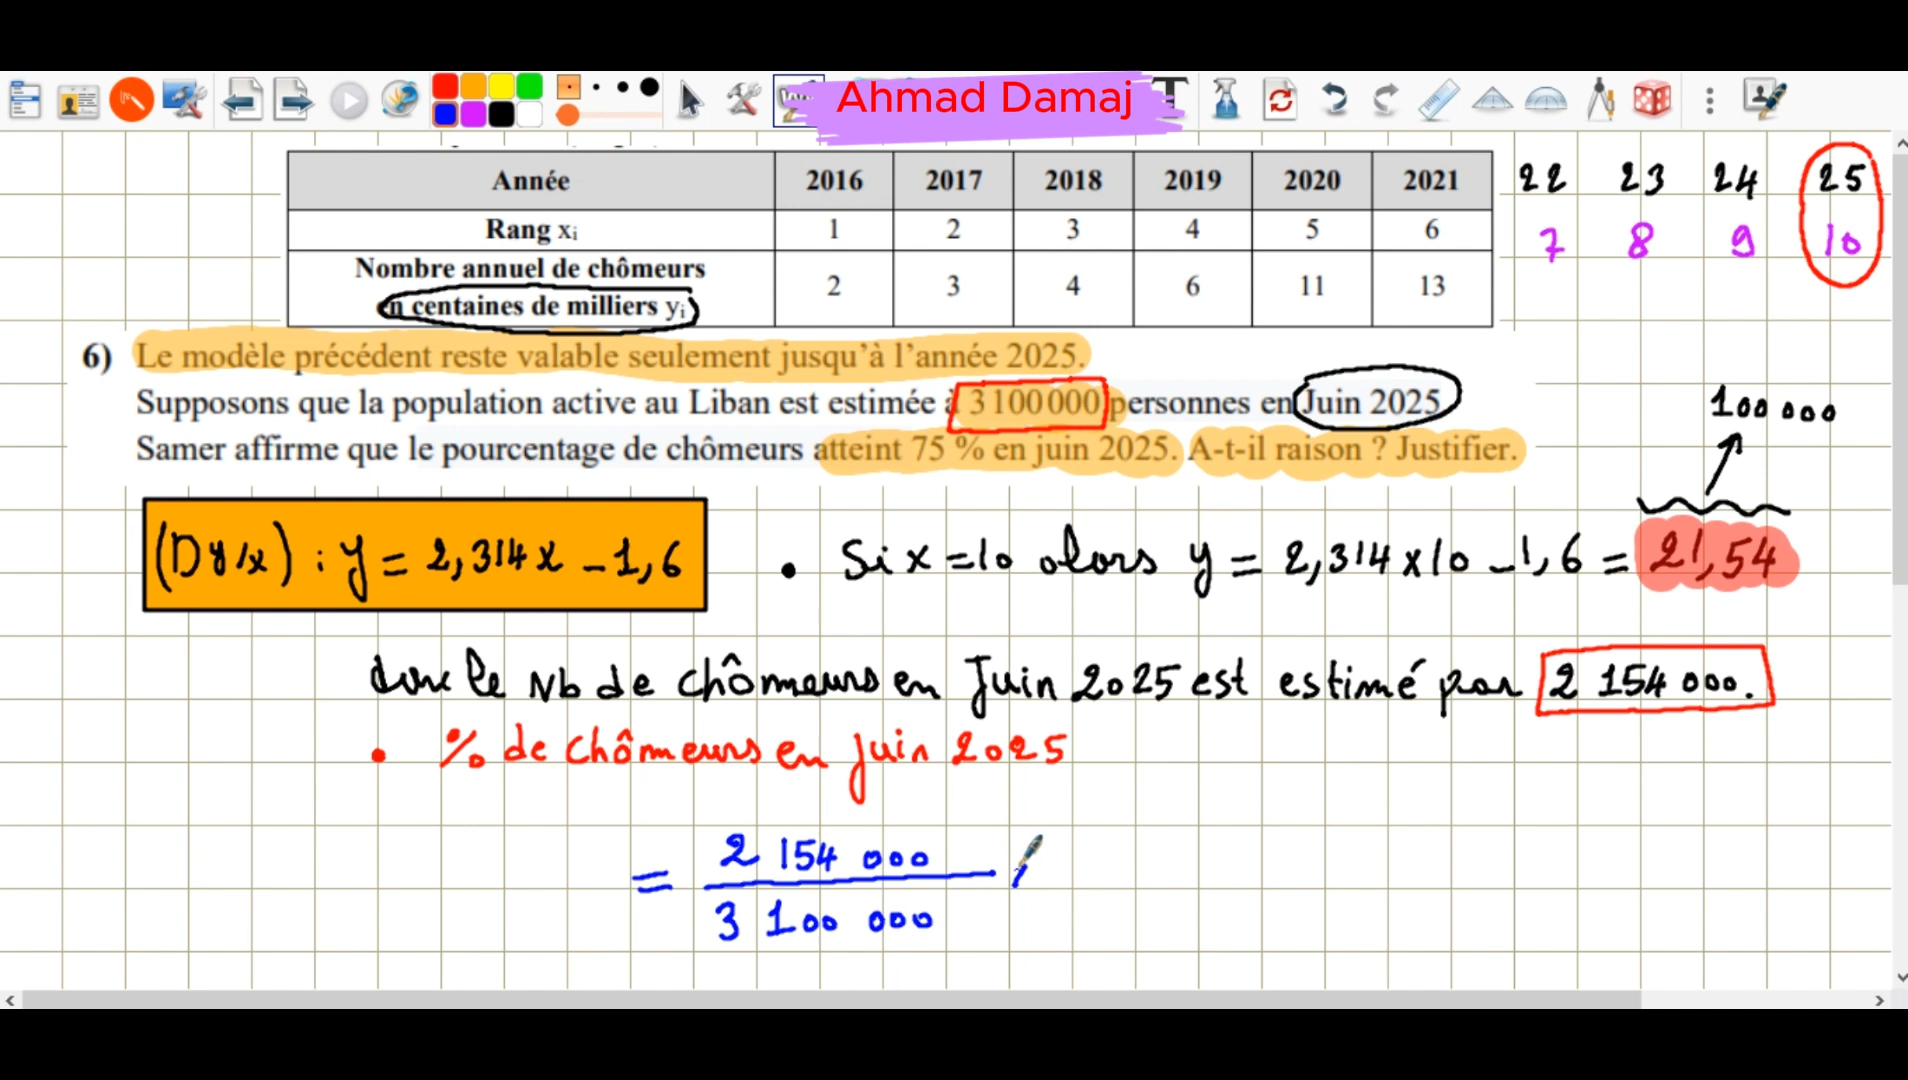 Ahmad Damaj
Année 2016 2017 2018 2019 2020 2021 22 23 24 25
Rang xi 1 2 3 4 5 6 7 8 9 10
Nombre annuel de chômeurs
en centaines de milliers yi 2 3 4 6 11 13
6) Le modèle précédent reste valable seulement jusqu'à l'année 2025.
Supposons que la population active au Liban est estimée à 3 100 000 personnes en Juin 2025
100 000
Samer affirme que le pourcentage de chômeurs atteint 75 % en juin 2025. A-t-il raison ? Justifier.
(Dy/x) : y = 2,314x - 1,6 • Si x = 10 alors y = 2,314 x 10 - 1,6 = 21,54
donc le Nb de chômeurs en Juin 2025 est estimé par 2 154 000.
• % de chômeurs en juin 2025
= 2 154 000
3 100 000